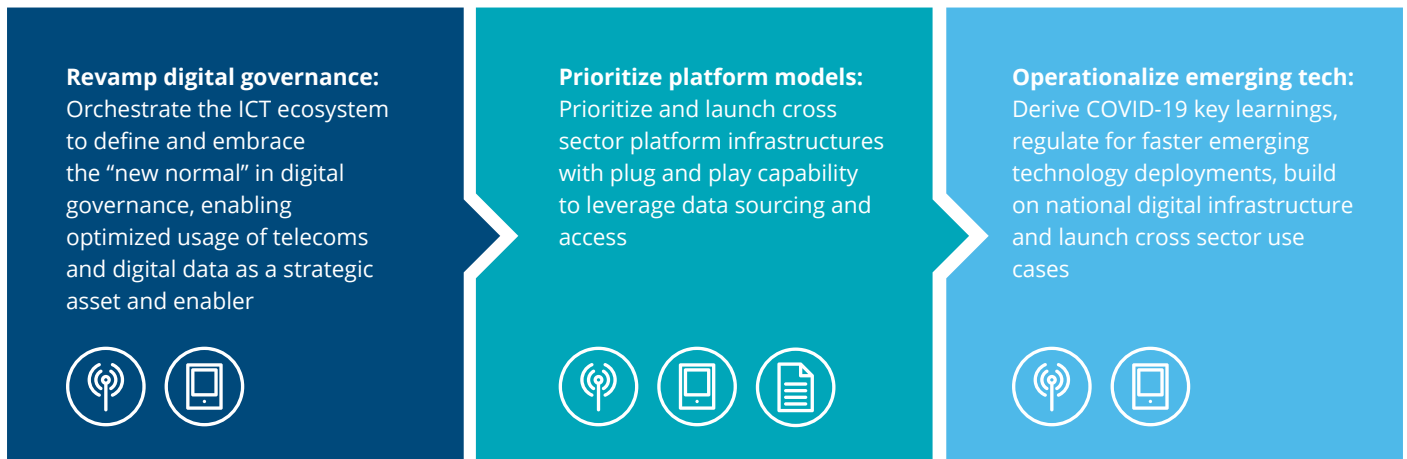 Revamp digital governance:
Orchestrate the ICT ecosystem
to define and embrace
the “new normal” in digital
governance, enabling
optimized usage of telecoms
and digital data as a strategic
asset and enabler
Prioritize platform models:
Prioritize and launch cross
sector platform infrastructures
with plug and play capability
to leverage data sourcing and
access
Operationalize emerging tech:
Derive COVID-19 key learnings,
regulate for faster emerging
technology deployments, build
on national digital infrastructure
and launch cross sector use
cases